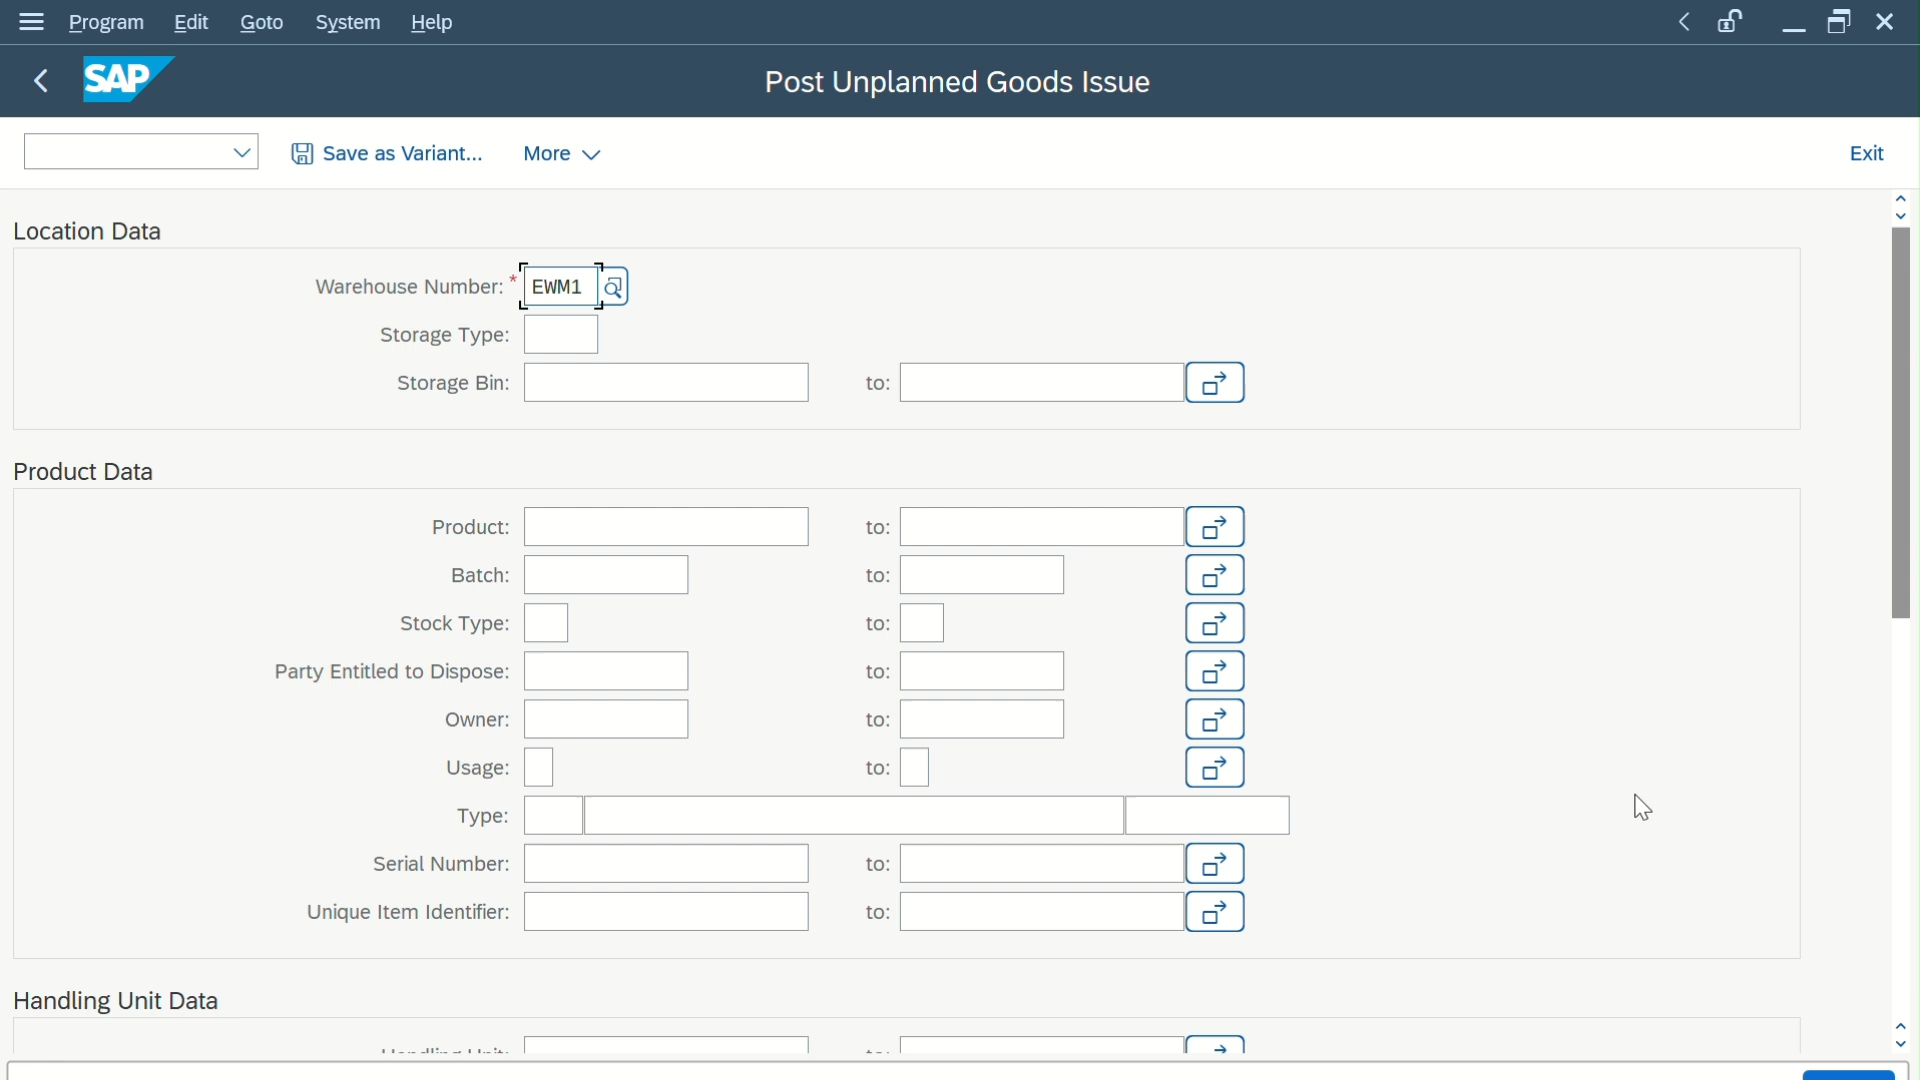 Program Edit Goto System Help
SAP Post Unplanned Goods Issue
Save as Variant... More Exit
Location Data
Warehouse Number: * EWM1
Storage Type:
Storage Bin: to:
Product Data
Product: to:
Batch: to:
Stock Type: to:
Party Entitled to Dispose: to:
Owner: to:
Usage: to:
Type:
Serial Number: to:
Unique Item Identifier: to:
Handling Unit Data